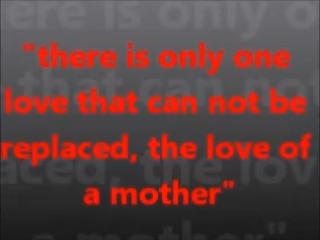 "there is only one
love that can not be
replaced, the love of
a mother"